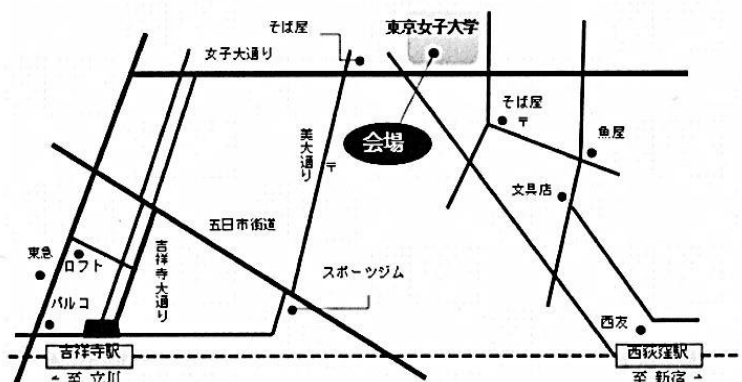 そば屋
東京女子大学
女子大通り
そば屋
〒
会場
美大通り
〒
魚屋
文具店
五日市街道
吉祥寺大通り
東急
ロフト
スポーツジム
パルコ
西友
吉祥寺駅
西荻窪駅
← 至 立川
至 新宿 →